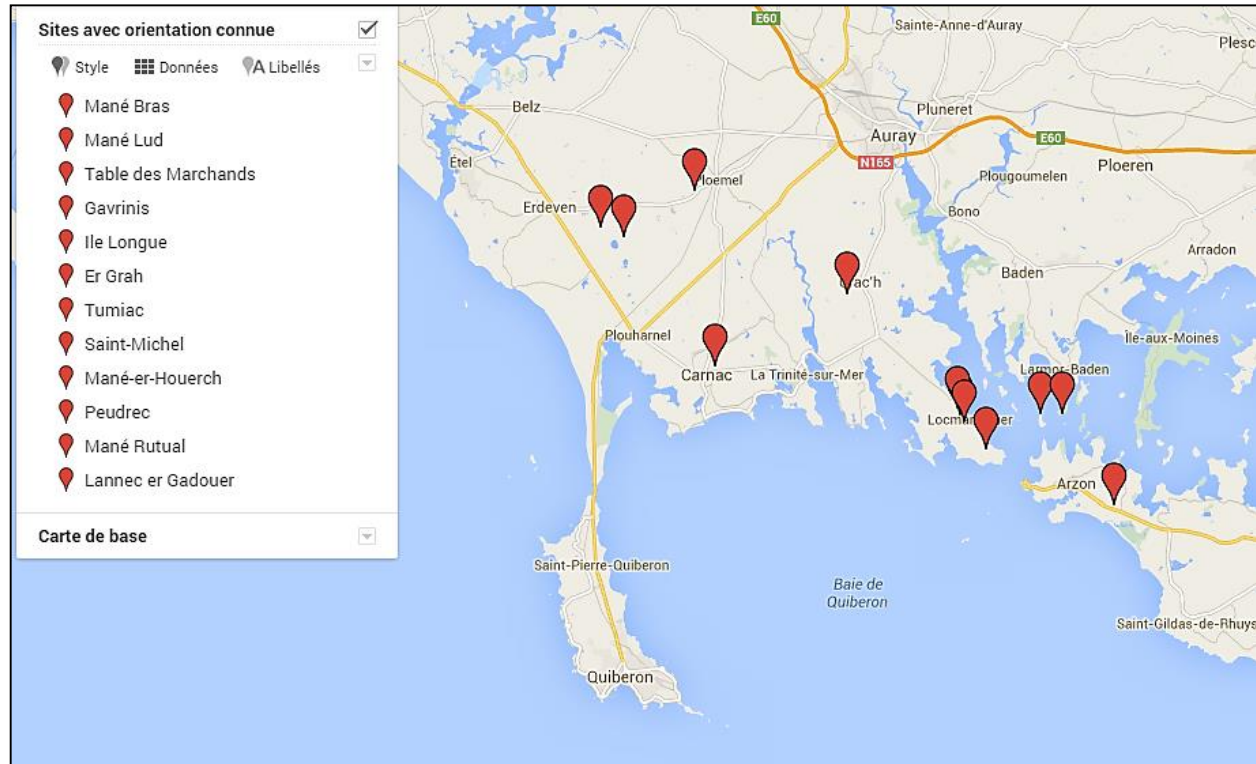 Sites avec orientation connue
Style Données Libellés
Mané Bras
Mané Lud
Table des Marchands
Gavrinis
Ile Longue
Er Grah
Tumiac
Saint-Michel
Mané-er-Houerch
Peudrec
Mané Rutual
Lannec er Gadouer
Carte de base
E60
Sainte-Anne-d'Auray
Belz
Pluneret
Auray
E60
Étel
N165
Ploeren
Ploemel
Plougoumelen
Erdeven
Bono
Arradon
Baden
Plouharnel
Île-aux-Moines
Carnac
La Trinité-sur-Mer
Larmor-Baden
Arzon
Saint-Pierre-Quiberon
Baie de
Quiberon
Saint-Gildas-de-Rhuys
Quiberon